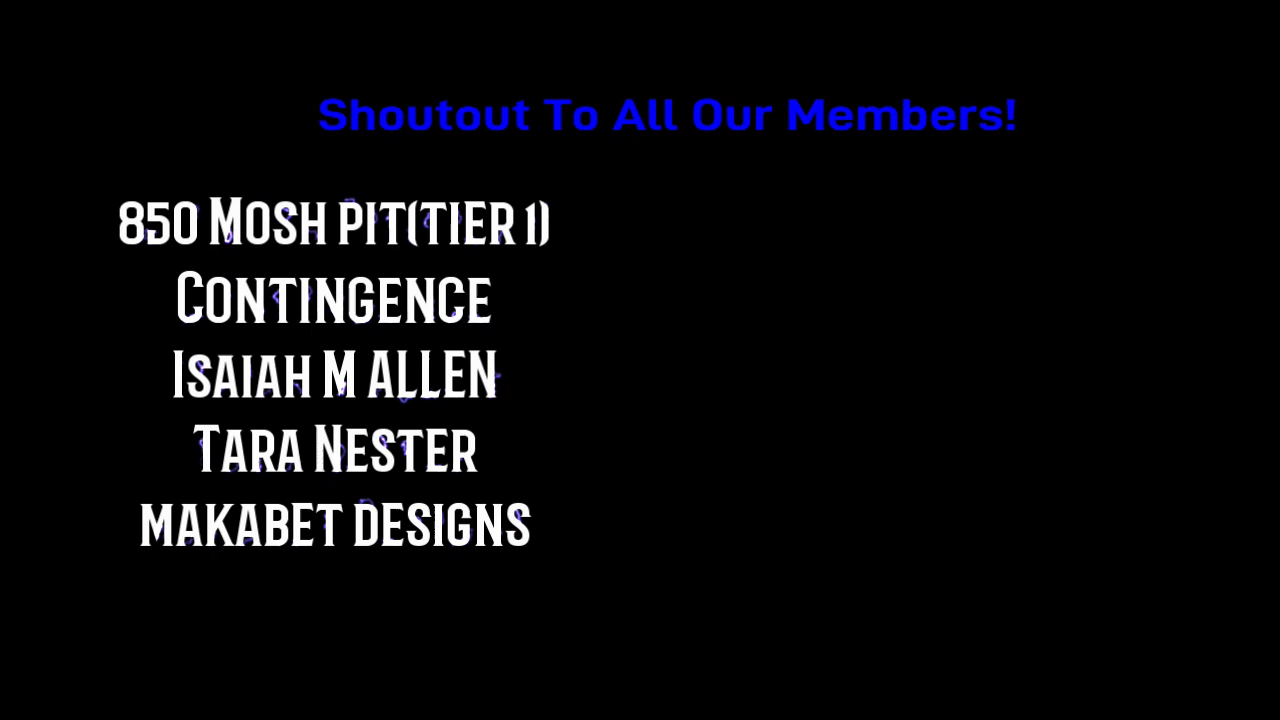 Shoutout To All Our Members!
850 Mosh pit(tier 1)
Contingence
Isaiah M ALLEN
Tara Nester
makabet designs